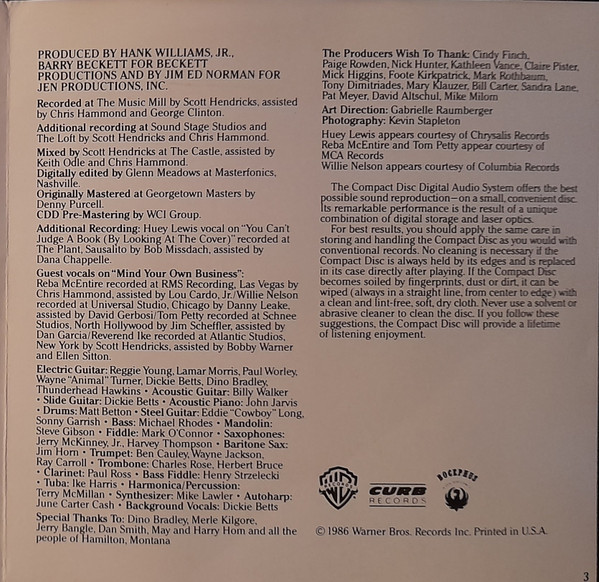 PRODUCED BY HANK WILLIAMS, JR.,
BARRY BECKETT FOR BECKETT
PRODUCTIONS AND BY JIM ED NORMAN FOR
JEN PRODUCTIONS, INC.
Recorded at The Music Mill by Scott Hendricks, assisted
by Chris Hammond and George Clinton.
Additional recording at Sound Stage Studios and
The Loft by Scott Hendricks and Chris Hammond.
Mixed by Scott Hendricks at The Castle, assisted by
Keith Odle and Chris Hammond.
Digitally edited by Glenn Meadows at Masterfonics,
Nashville.
Originally Mastered at Georgetown Masters by
Denny Purcell.
CDD Pre-Mastering by WCI Group.
Additional Recording: Huey Lewis vocal on "You Can't
Judge A Book (By Looking At The Cover)" recorded at
The Plant, Sausalito by Bob Missdach, assisted by
Dana Chappelle.
Guest vocals on "Mind Your Own Business":
Reba McEntire recorded at RMS Recording, Las Vegas by
Chris Hammond, assisted by Lou Cardo, Jr./Willie Nelson
recorded at Universal Studio, Chicago by Danny Leake,
assisted by David Gerbosi/Tom Petty recorded at Schnee
Studios, North Hollywood by Jim Scheffler, assisted by
Dan Garcia/Reverend Ike recorded at Atlantic Studios,
New York by Scott Hendricks, assisted by Bobby Warner
and Ellen Sitton.
Electric Guitar: Reggie Young, Lamar Morris, Paul Worley,
Wayne "Animal" Turner, Dickie Betts, Dino Bradley,
Thunderhead Hawkins • Acoustic Guitar: Billy Walker
• Slide Guitar: Dickie Betts • Acoustic Piano: John Jarvis
• Drums: Matt Betton • Steel Guitar: Eddie "Cowboy" Long,
Sonny Garrish • Bass: Michael Rhodes • Mandolin:
Steve Gibson • Fiddle: Mark O'Connor • Saxophones:
Jerry McKinney, Jr., Harvey Thompson • Baritone Sax:
Jim Horn • Trumpet: Ben Cauley, Wayne Jackson,
Ray Carroll • Trombone: Charles Rose, Herbert Bruce
• Clarinet: Paul Ross • Bass Fiddle: Henry Strzelecki
• Tuba: Ike Harris • Harmonica/Percussion:
Terry McMillan • Synthesizer: Mike Lawler • Autoharp:
June Carter Cash • Background Vocals: Dickie Betts
Special Thanks To: Dino Bradley, Merle Kilgore,
Jerry Bangle, Dan Smith, May and Harry Hom and all the
people of Hamilton, Montana
The Producers Wish To Thank: Cindy Finch,
Paige Rowden, Nick Hunter, Kathleen Vance, Claire Pister,
Mick Higgins, Foote Kirkpatrick, Mark Rothbaum,
Tony Dimitriades, Mary Klauzer, Bill Carter, Sandra Lane,
Pat Meyer, David Altschul, Mike Milom
Art Direction: Gabrielle Raumberger
Photography: Kevin Stapleton
Huey Lewis appears courtesy of Chrysalis Records
Reba McEntire and Tom Petty appear courtesy of
MCA Records
Willie Nelson appears courtesy of Columbia Records
The Compact Disc Digital Audio System offers the best
possible sound reproduction—on a small, convenient disc.
Its remarkable performance is the result of a unique
combination of digital storage and laser optics.
For best results, you should apply the same care in
storing and handling the Compact Disc as you would with
conventional records. No cleaning is necessary if the
Compact Disc is always held by its edges and is replaced
in its case directly after playing. If the Compact Disc
becomes soiled by fingerprints, dust or dirt, it can be
wiped (always in a straight line, from center to edge) with
a clean and lint-free, soft, dry cloth. Never use a solvent or
abrasive cleaner to clean the disc. If you follow these
suggestions, the Compact Disc will provide a lifetime
of listening enjoyment.
CURB
RECORDS
BOCEPHUS
© 1986 Warner Bros. Records Inc. Printed in U.S.A.
3